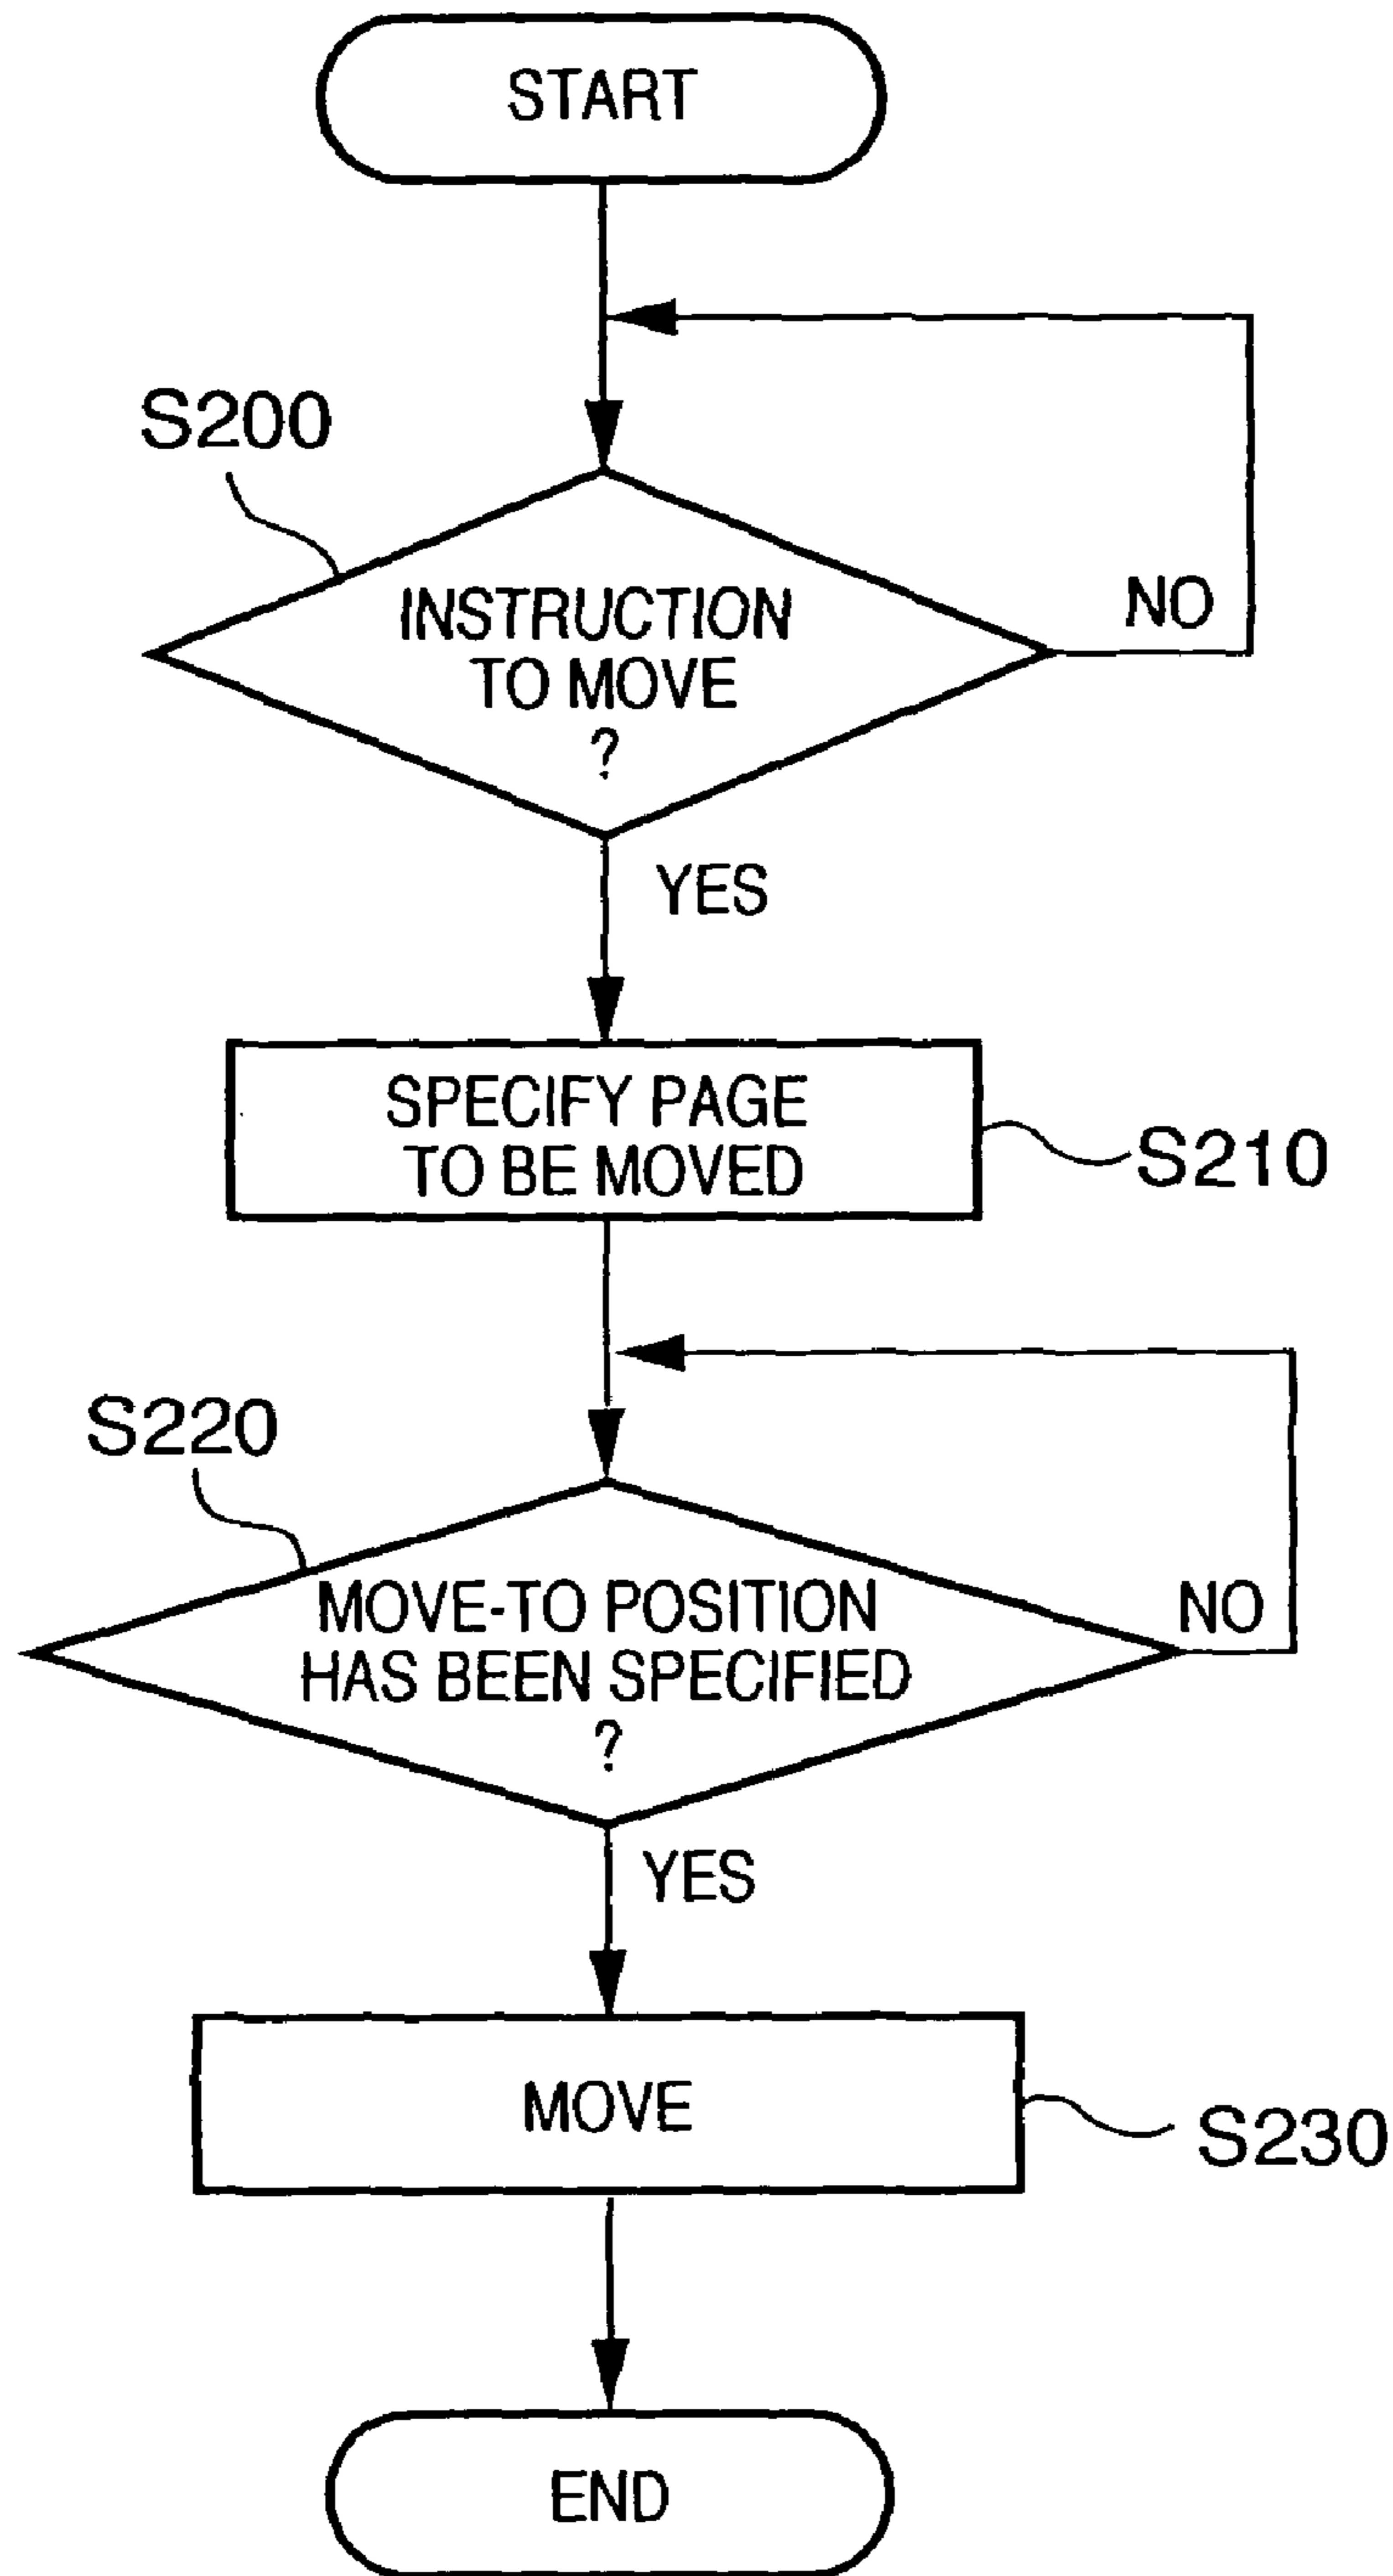 START
S200
INSTRUCTION
TO MOVE
?
NO
YES
SPECIFY PAGE
TO BE MOVED
S210
S220
MOVE-TO POSITION
HAS BEEN SPECIFIED
?
NO
YES
MOVE
S230
END